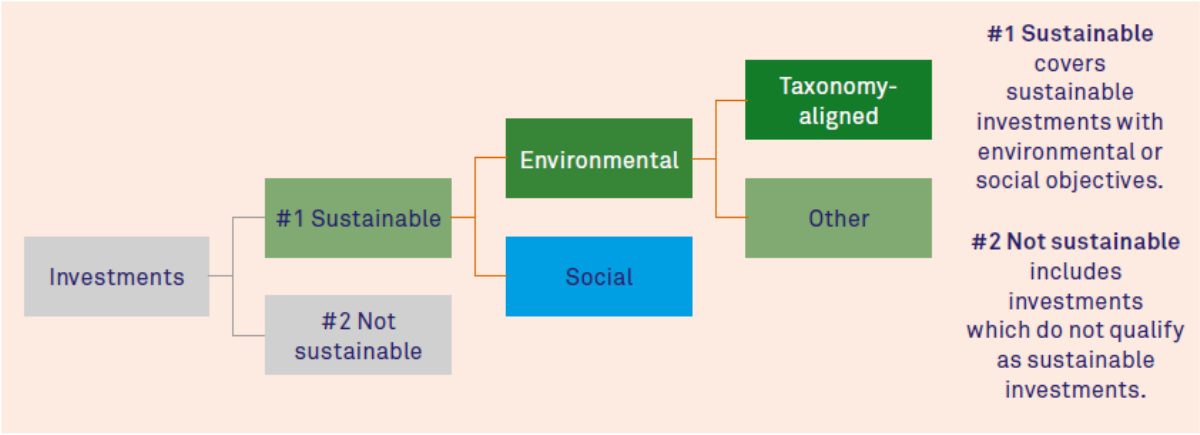 Investments
#1 Sustainable
#2 Not
sustainable
Environmental
Social
Taxonomy-
aligned
Other
#1 Sustainable
covers
sustainable
investments with
environmental or
social objectives.
#2 Not sustainable
includes
investments
which do not qualify
as sustainable
investments.